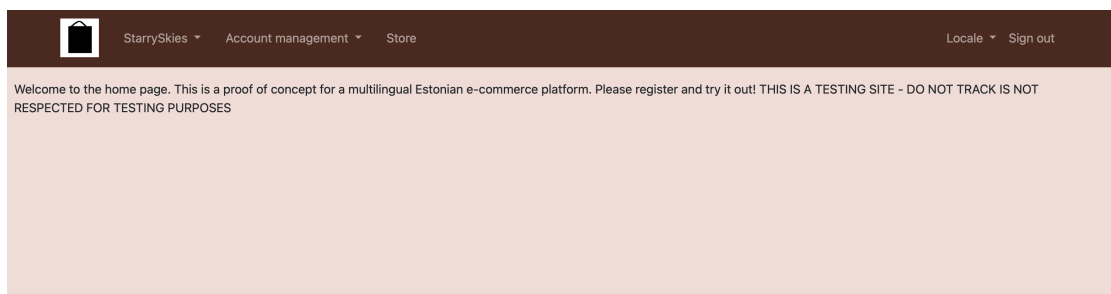 StarrySkies Account management Store Locale Sign out
Welcome to the home page. This is a proof of concept for a multilingual Estonian e-commerce platform. Please register and try it out! THIS IS A TESTING SITE - DO NOT TRACK IS NOT
RESPECTED FOR TESTING PURPOSES